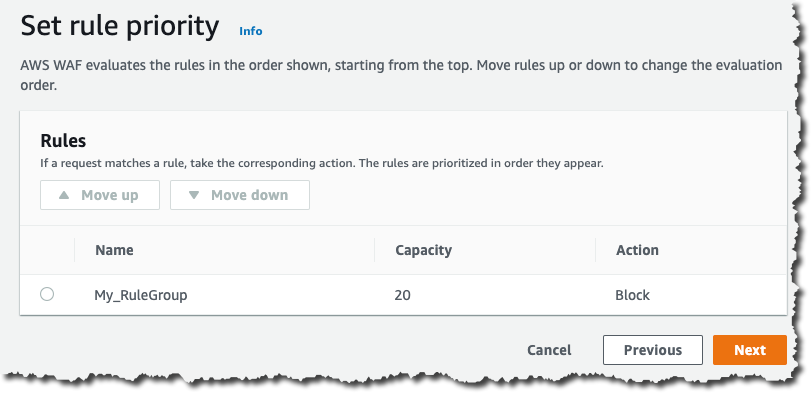 Set rule priority Info
AWS WAF evaluates the rules in the order shown, starting from the top. Move rules up or down to change the evaluation
order.
Rules
If a request matches a rule, take the corresponding action. The rules are prioritized in order they appear.
Move up Move down
Name Capacity Action
My_RuleGroup 20 Block
Cancel Previous Next